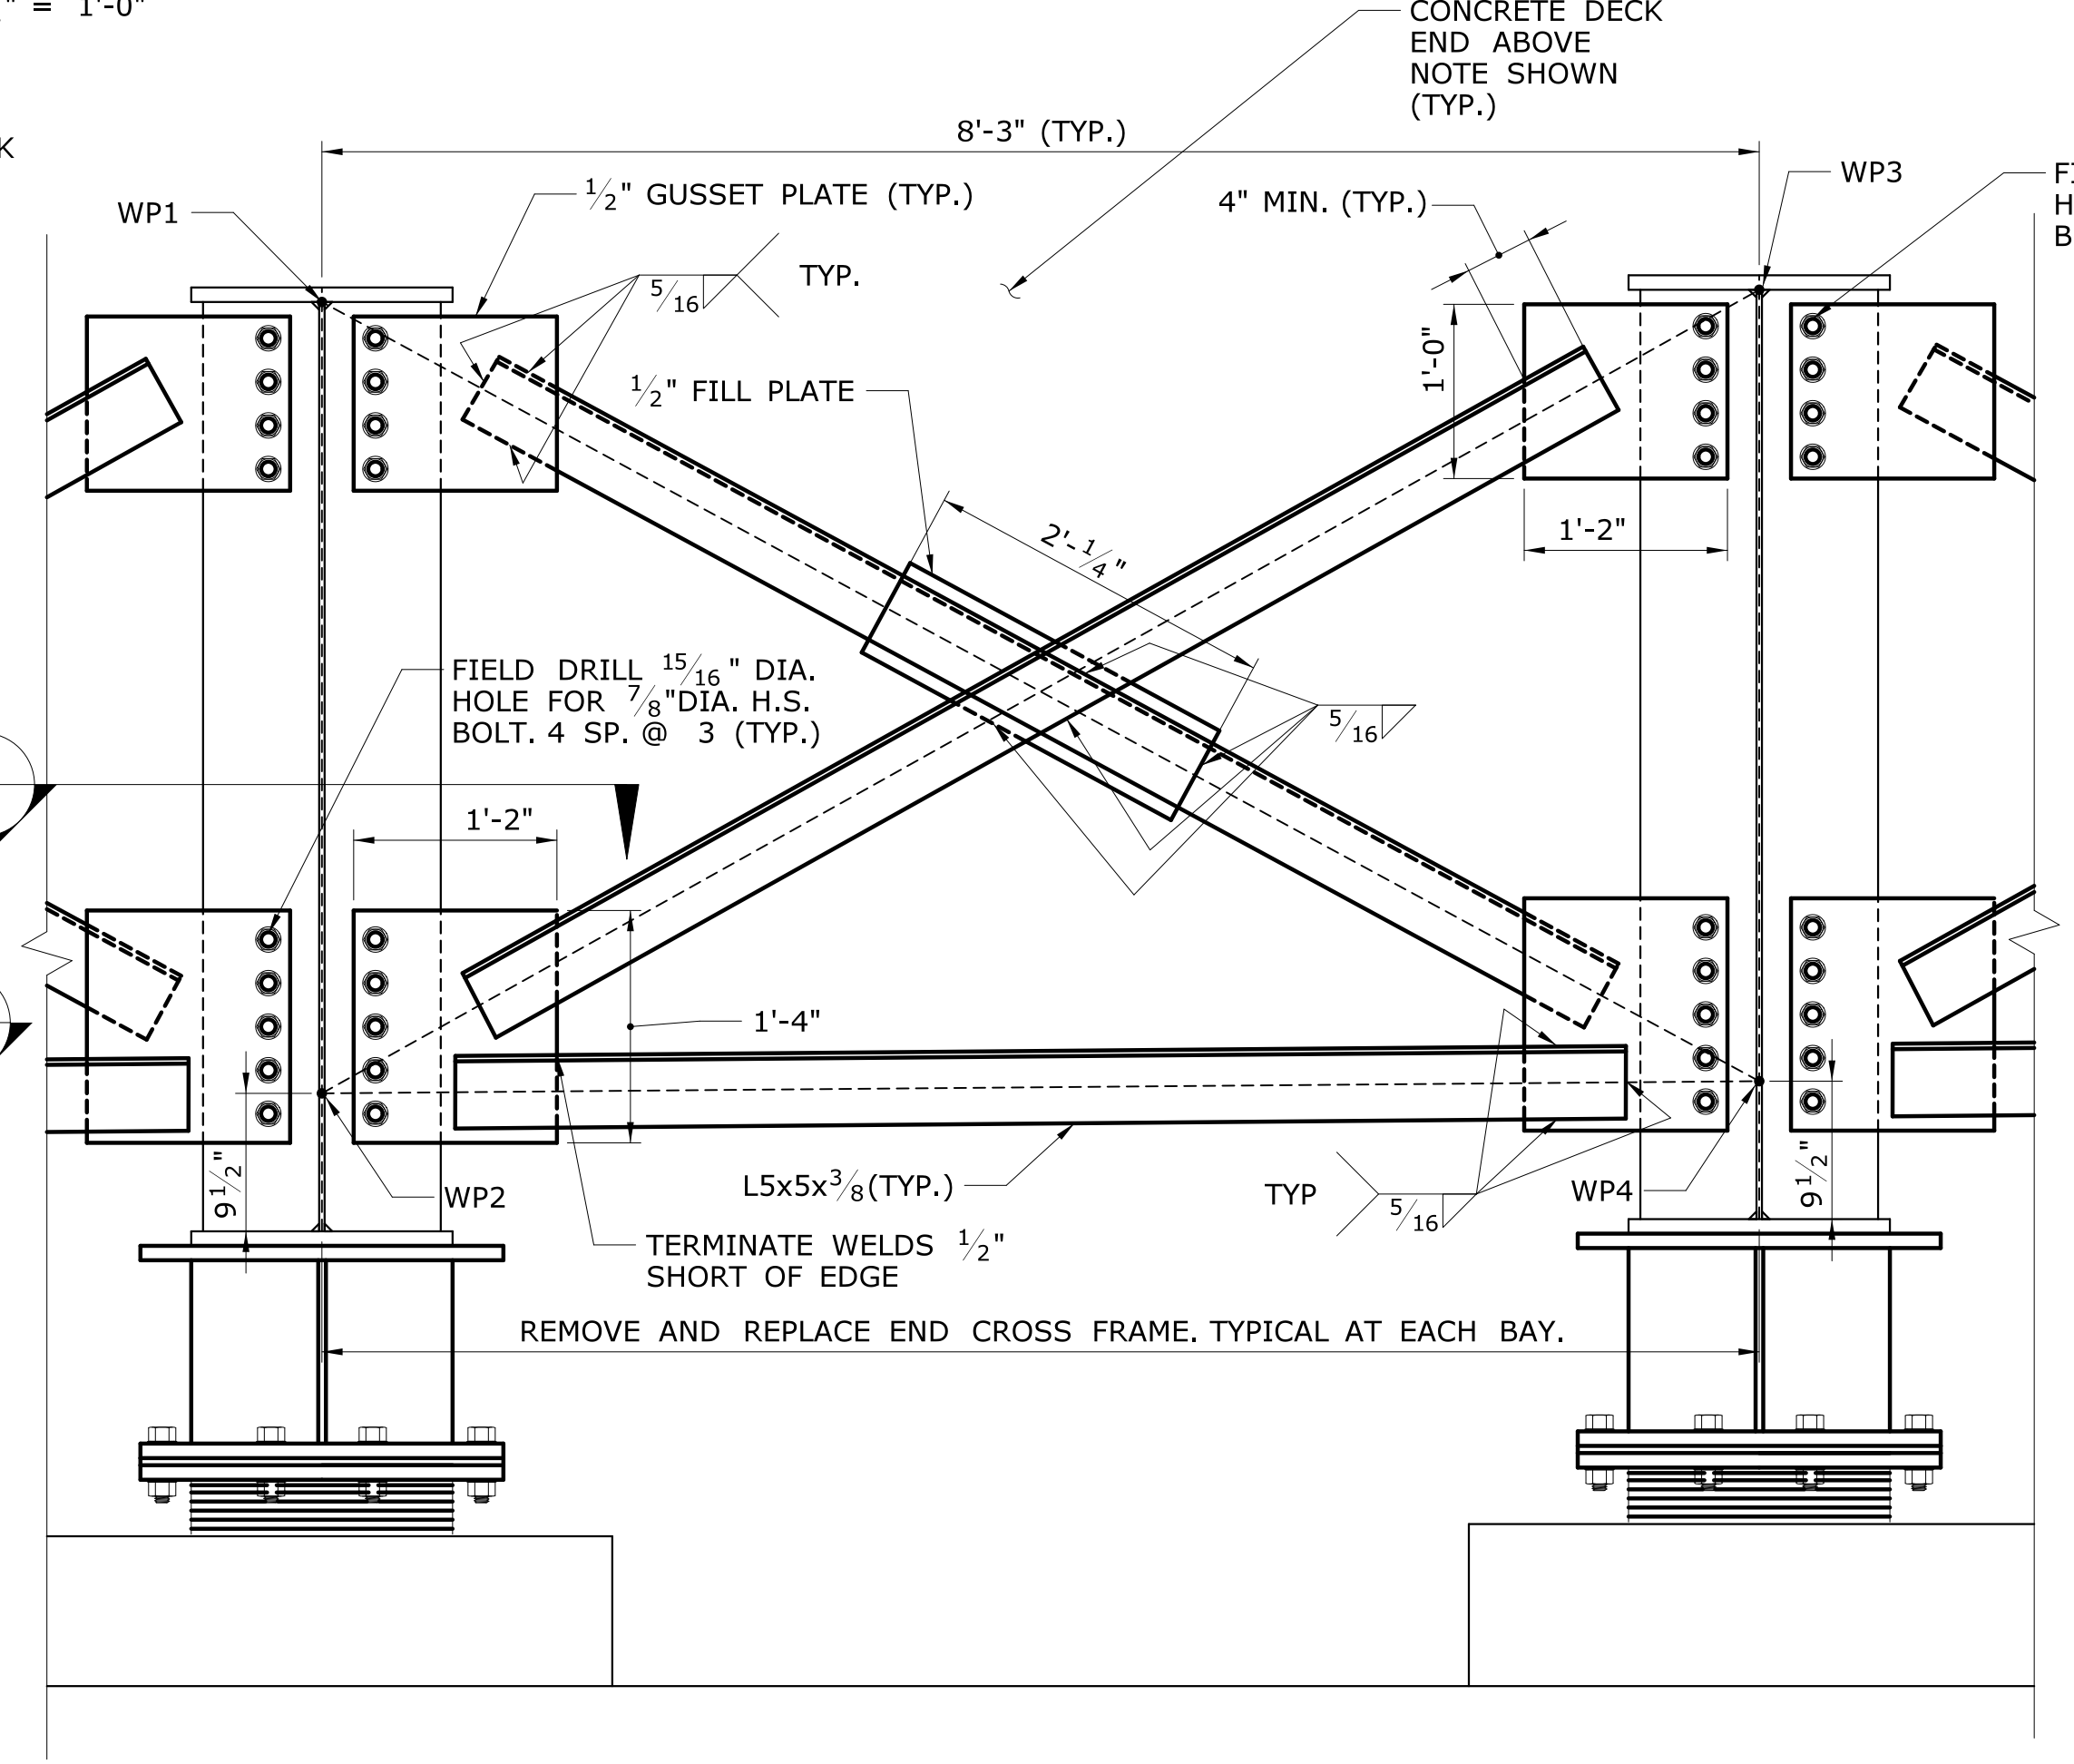 " = 1'-0"
CONCRETE DECK
END ABOVE
NOTE SHOWN
(TYP.)
8'-3" (TYP.)
K
WP3
1/2" GUSSET PLATE (TYP.)
4" MIN. (TYP.)
WP1
H
B
TYP.
5/16
1/2" FILL PLATE
1'-0"
1'-2"
2'-1/4"
FIELD DRILL 15/16" DIA.
HOLE FOR 7/8"DIA. H.S.
BOLT. 4 SP. @ 3 (TYP.)
5/16
1'-2"
1'-4"
9 1/2"
WP2
L5x5x3/8(TYP.)
TYP
5/16
WP4
9 1/2"
TERMINATE WELDS 1/2"
SHORT OF EDGE
REMOVE AND REPLACE END CROSS FRAME. TYPICAL AT EACH BAY.